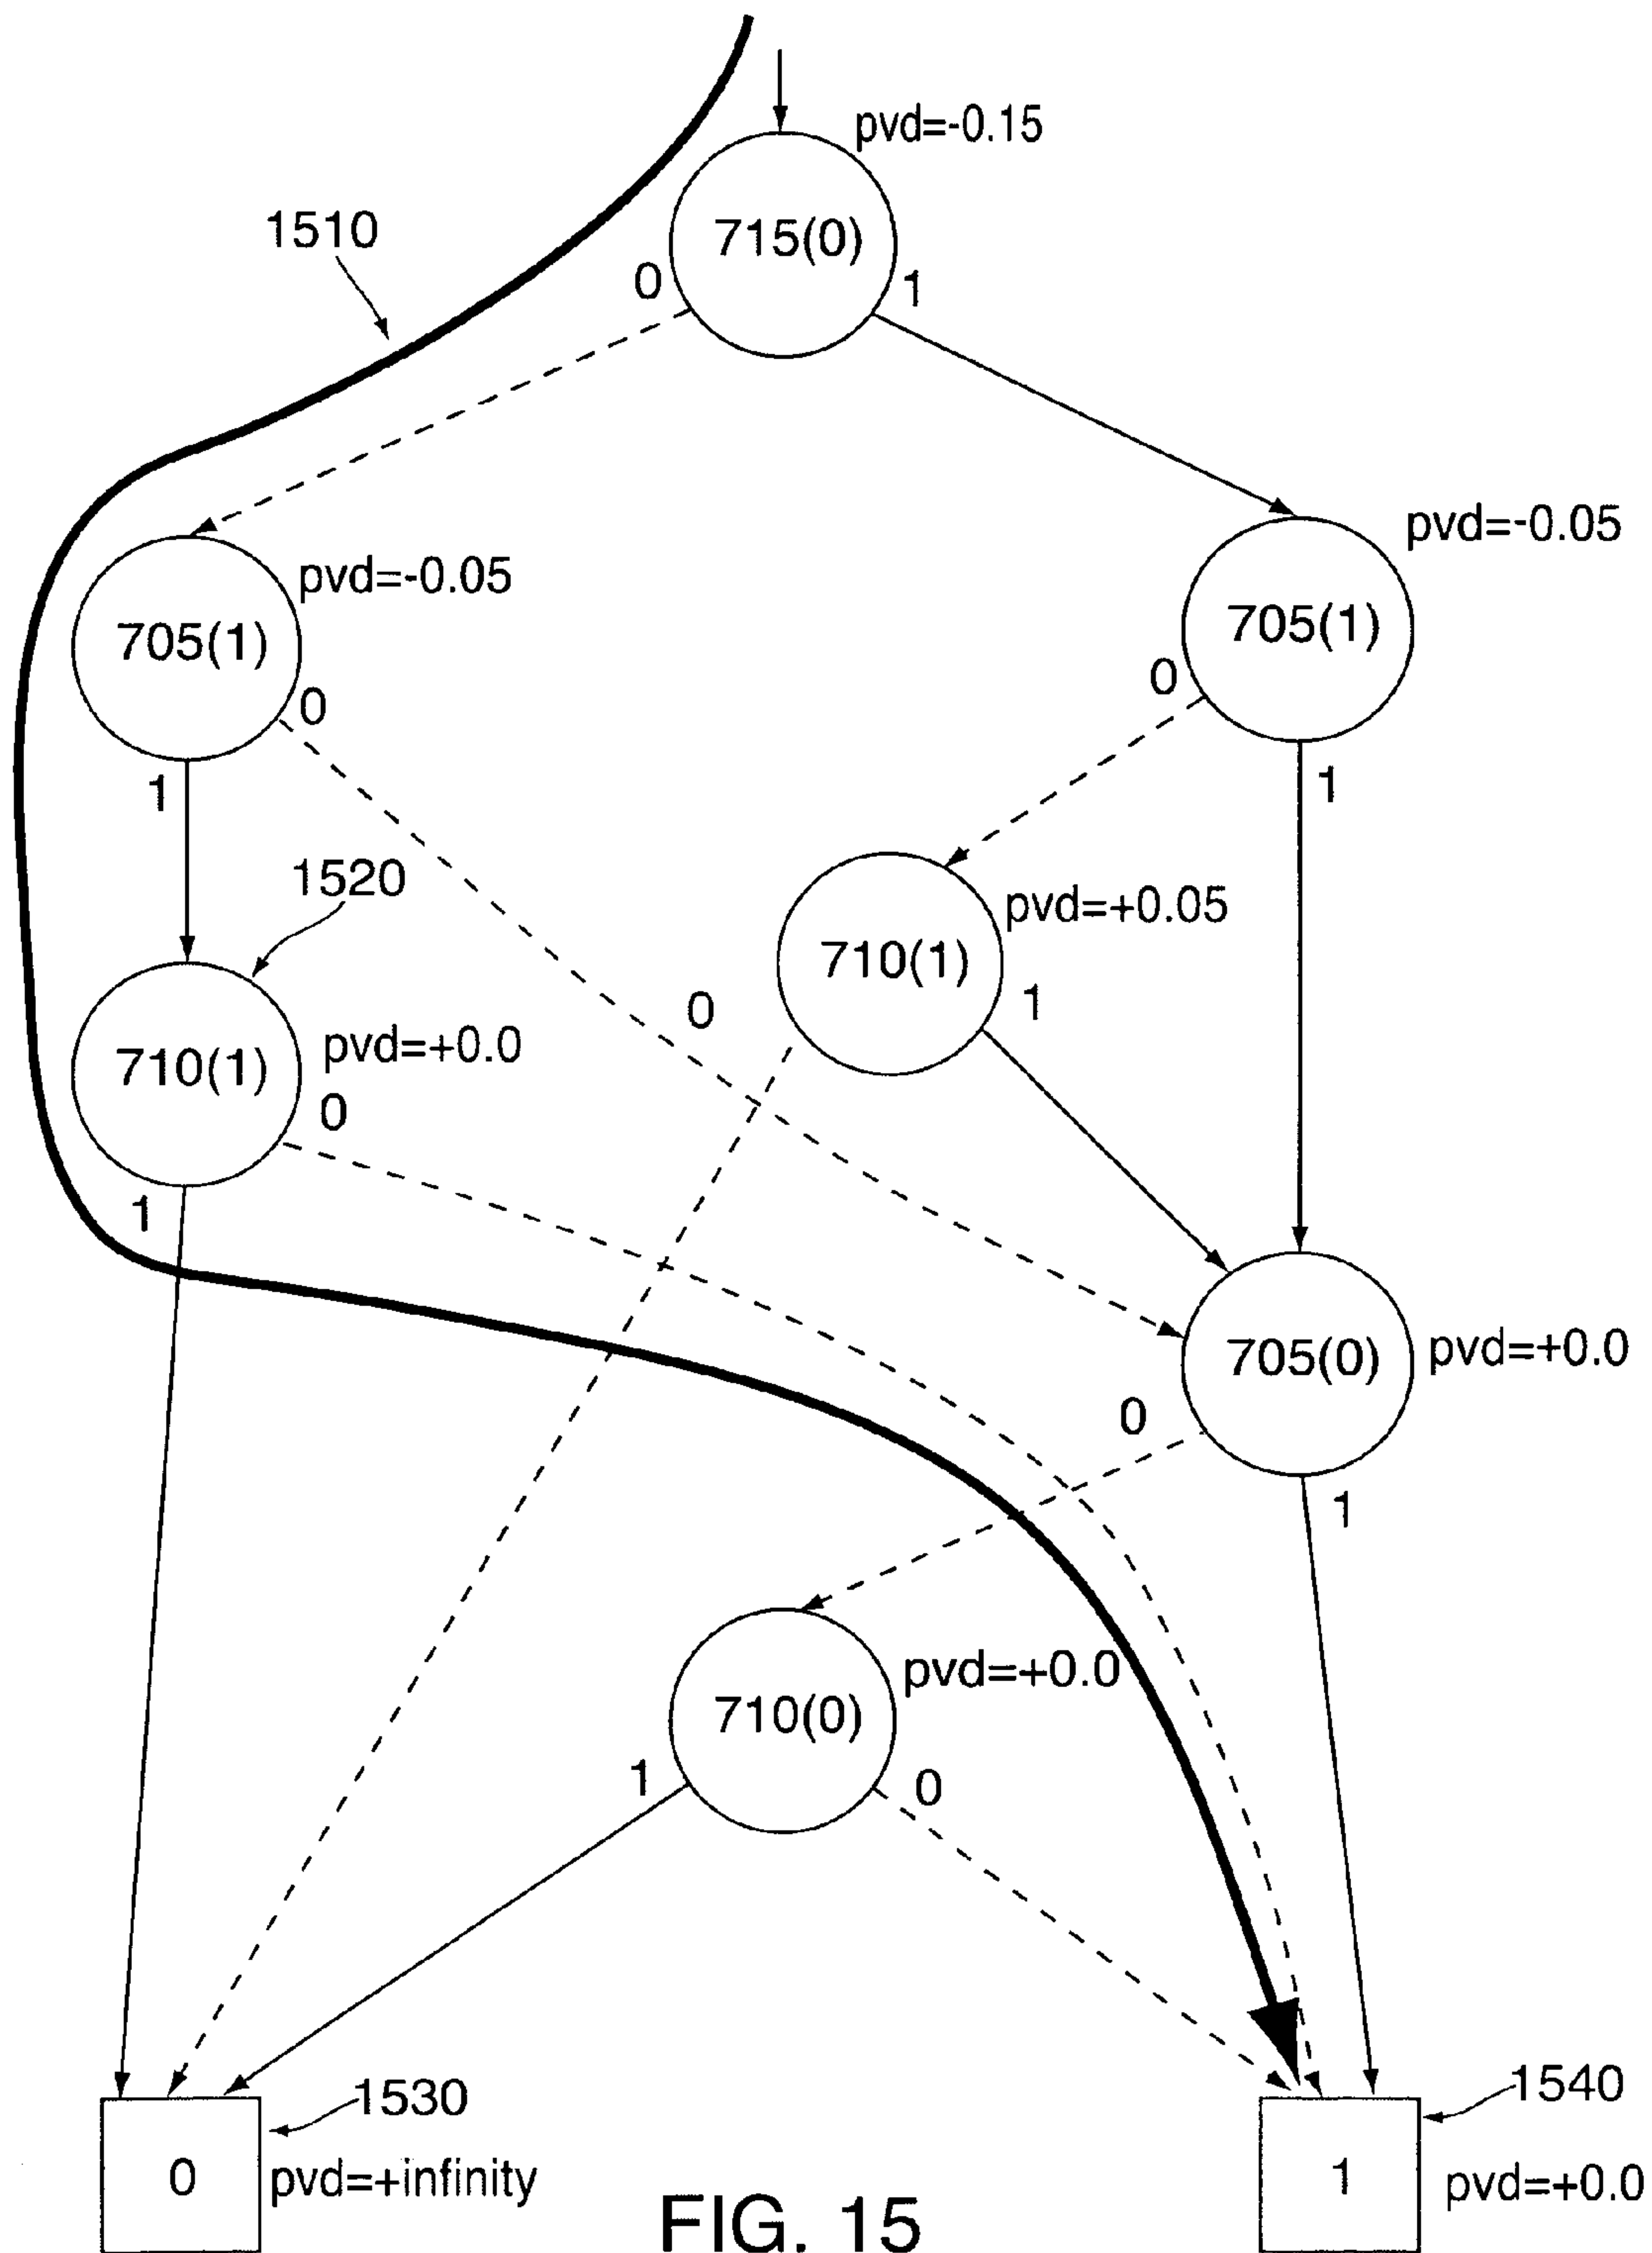 pvd=-0.15
1510
715(0)
0
1
pvd=-0.05
pvd=-0.05
705(1)
705(1)
0
0
1
1
1520
pvd=+0.05
710(1)
0
1
pvd=+0.0
710(1)
0
1
705(0)
pvd=+0.0
0
1
pvd=+0.0
710(0)
1
0
1530
1540
0
pvd=+infinity
1
pvd=+0.0
FIG. 15